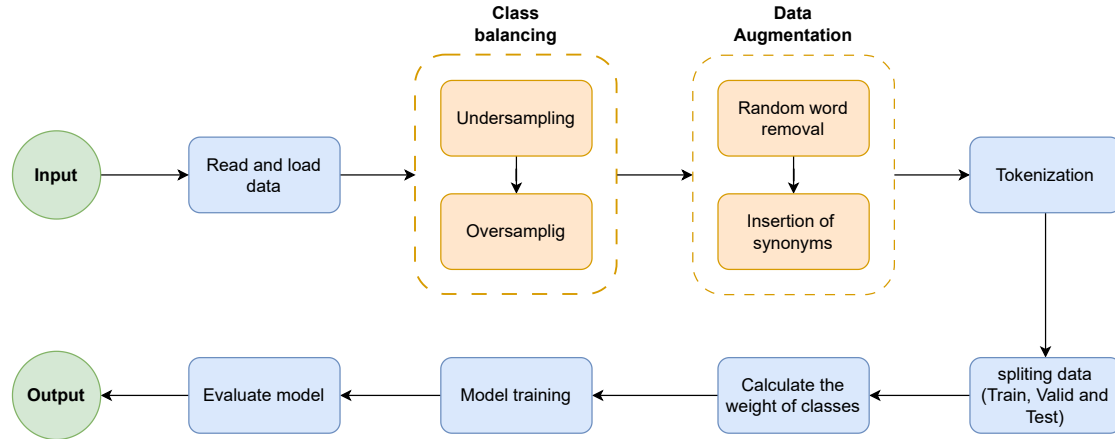 Class
balancing
Data
Augmentation
Input
Read and load
data
Undersampling
Oversamplig
Random word
removal
Insertion of
synonyms
Tokenization
Output
Evaluate model
Model training
Calculate the
weight of classes
spliting data
(Train, Valid and
Test)